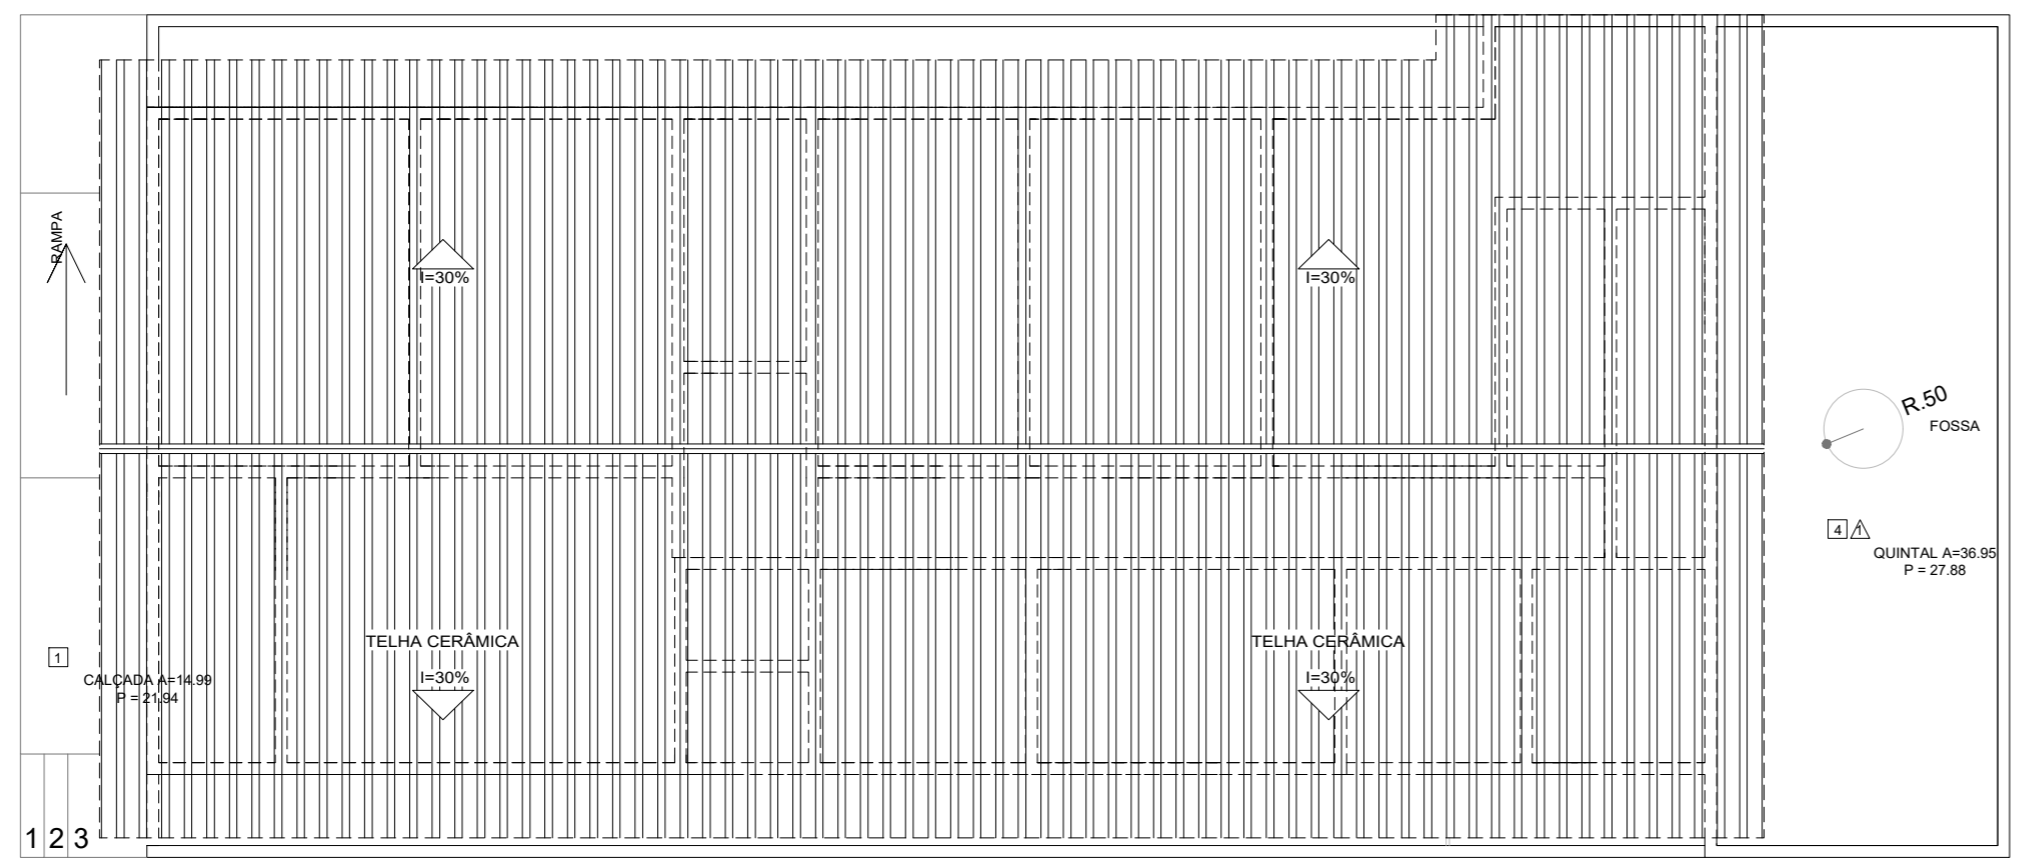 RAMPA
I=30%
I=30%
R.50
FOSSA
4 1
QUINTAL A=36.95
P = 27.88
TELHA CERÂMICA
TELHA CERÂMICA
I=30%
I=30%
1
CALÇADA A=14.99
P = 21.94
1 2 3